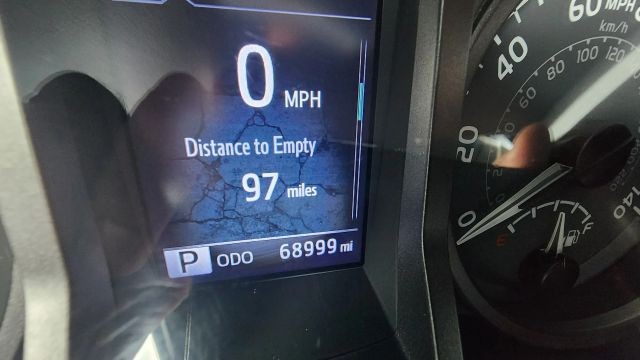 0 MPH
Distance to Empty
97 miles
P ODO 68999 mi
60 MPH
km/h
40
20
0
60
80
100
120
140
E
F